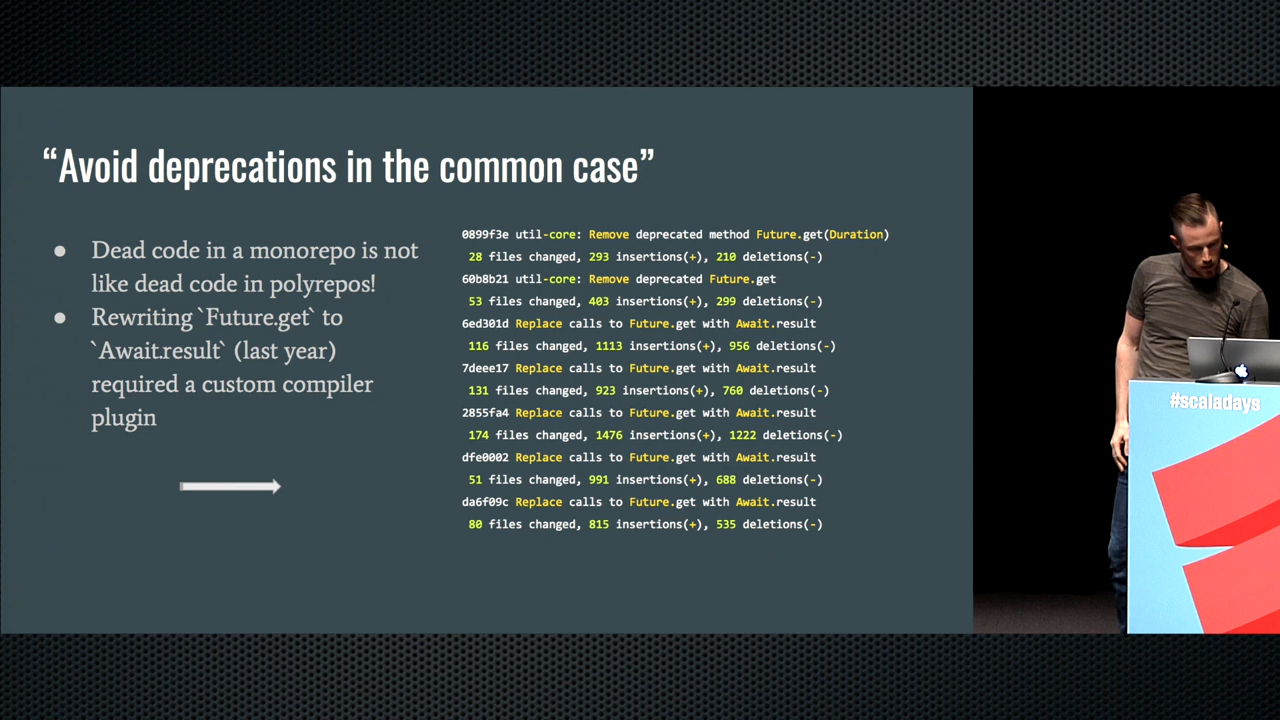 “Avoid deprecations in the common case”
● Dead code in a monorepo is not
like dead code in polyrepos!
● Rewriting `Future.get` to
`Await.result` (last year)
required a custom compiler
plugin
0899f3e util-core: Remove deprecated method Future.get(Duration)
28 files changed, 293 insertions(+), 210 deletions(-)
60b8b21 util-core: Remove deprecated Future.get
53 files changed, 403 insertions(+), 299 deletions(-)
6ed301d Replace calls to Future.get with Await.result
116 files changed, 1113 insertions(+), 956 deletions(-)
7deee17 Replace calls to Future.get with Await.result
131 files changed, 923 insertions(+), 760 deletions(-)
2855fa4 Replace calls to Future.get with Await.result
174 files changed, 1476 insertions(+), 1222 deletions(-)
dfe0002 Replace calls to Future.get with Await.result
51 files changed, 991 insertions(+), 688 deletions(-)
da6f09c Replace calls to Future.get with Await.result
80 files changed, 815 insertions(+), 535 deletions(-)
#scaladays